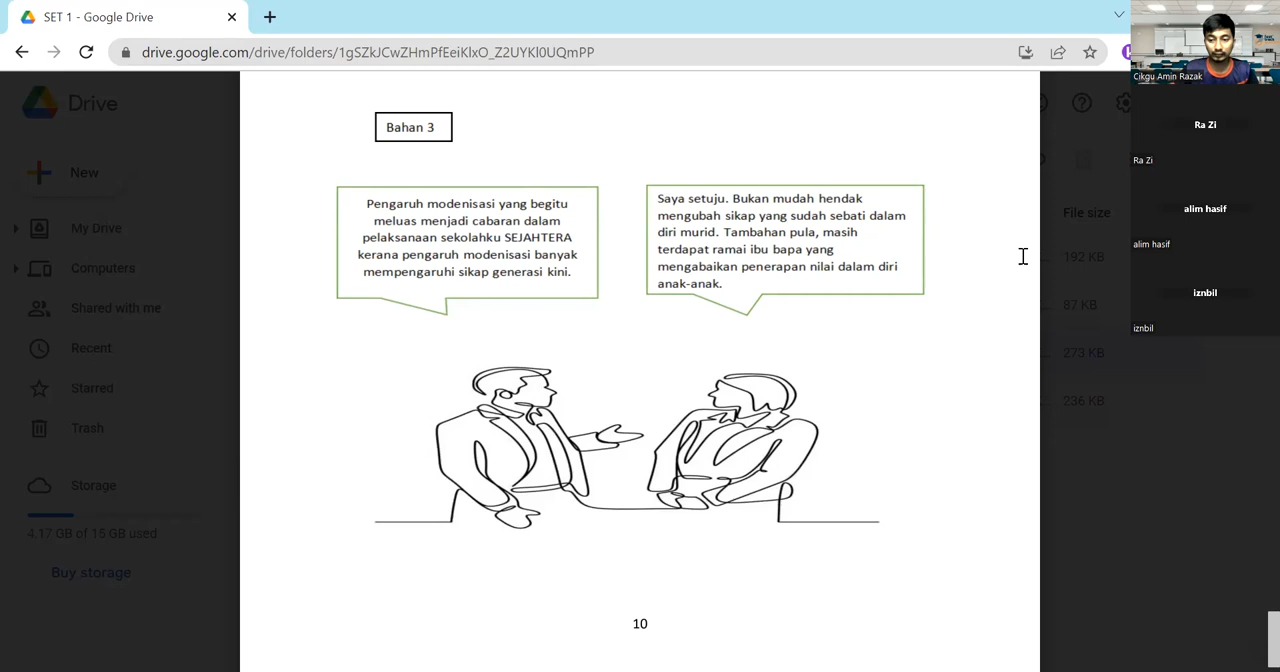 SET 1 - Google Drive
drive.google.com/drive/folders/1gSZkJCwZHmPfEeiKlxO_ZZUYKl0UQmPP
Drive
New
My Drive
Computers
Shared with me
Recent
Starred
Trash
Storage
4.17 GB of 15 GB used
Buy storage
Bahan 3
Pengaruh modenisasi yang begitu
meluas menjadi cabaran dalam
pelaksanaan sekolahku SEJAHTERA
kerana pengaruh modenisasi banyak
mempengaruhi sikap generasi kini.
Saya setuju. Bukan mudah hendak
mengubah sikap yang sudah sebati dalam
diri murid. Tambahan pula, masih
terdapat ramai ibu bapa yang
mengabaikan penerapan nilai dalam diri
anak-anak.
10
File size
192 KB
87 KB
273 KB
236 KB
Cikgu Amin Razak
Ra Zi
Ra Zi
alim hasif
alim hasif
iznbil
iznbil